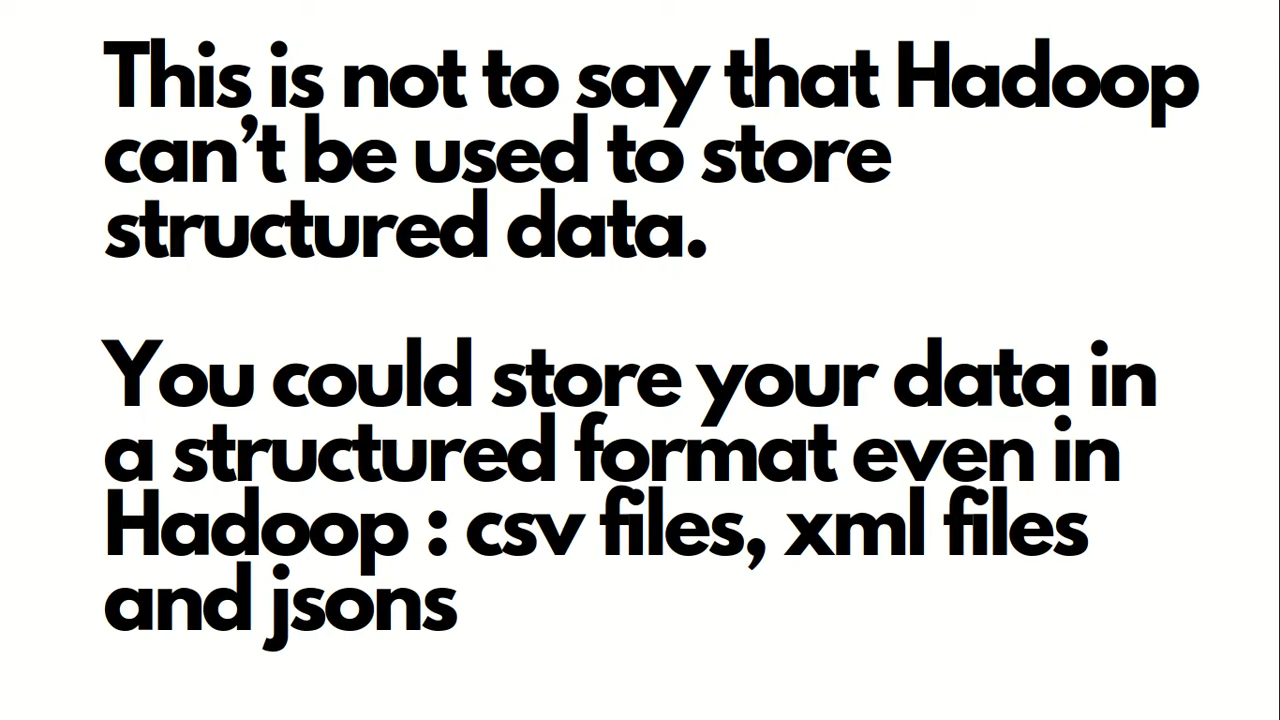 This is not to say that Hadoop
can’t be used to store
structured data.
You could store your data in
a structured format even in
Hadoop : csv files, xml files
and jsons